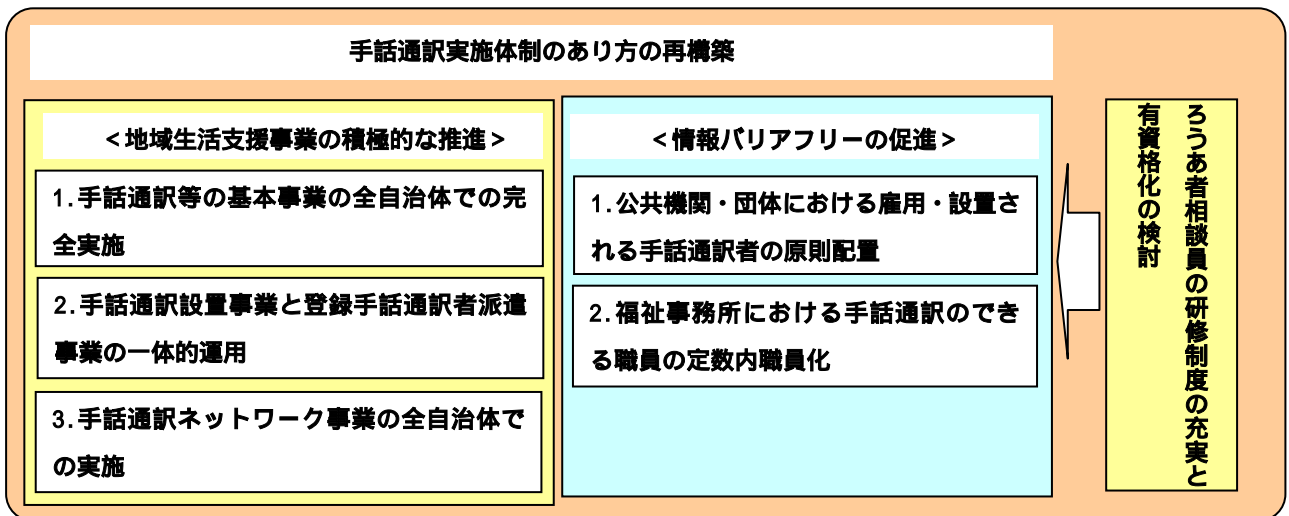 手話通訳実施体制のあり方の再構築
＜地域生活支援事業の積極的な推進＞
1.手話通訳等の基本事業の全自治体での完
全実施
2.手話通訳設置事業と登録手話通訳者派遣
事業の一体的運用
3.手話通訳ネットワーク事業の全自治体で
の実施
＜情報バリアフリーの促進＞
1.公共機関・団体における雇用・設置さ
れる手話通訳者の原則配置
2.福祉事務所における手話通訳のでき
る職員の定数内職員化
ろうあ者相談員の研修制度の充実と
有資格化の検討